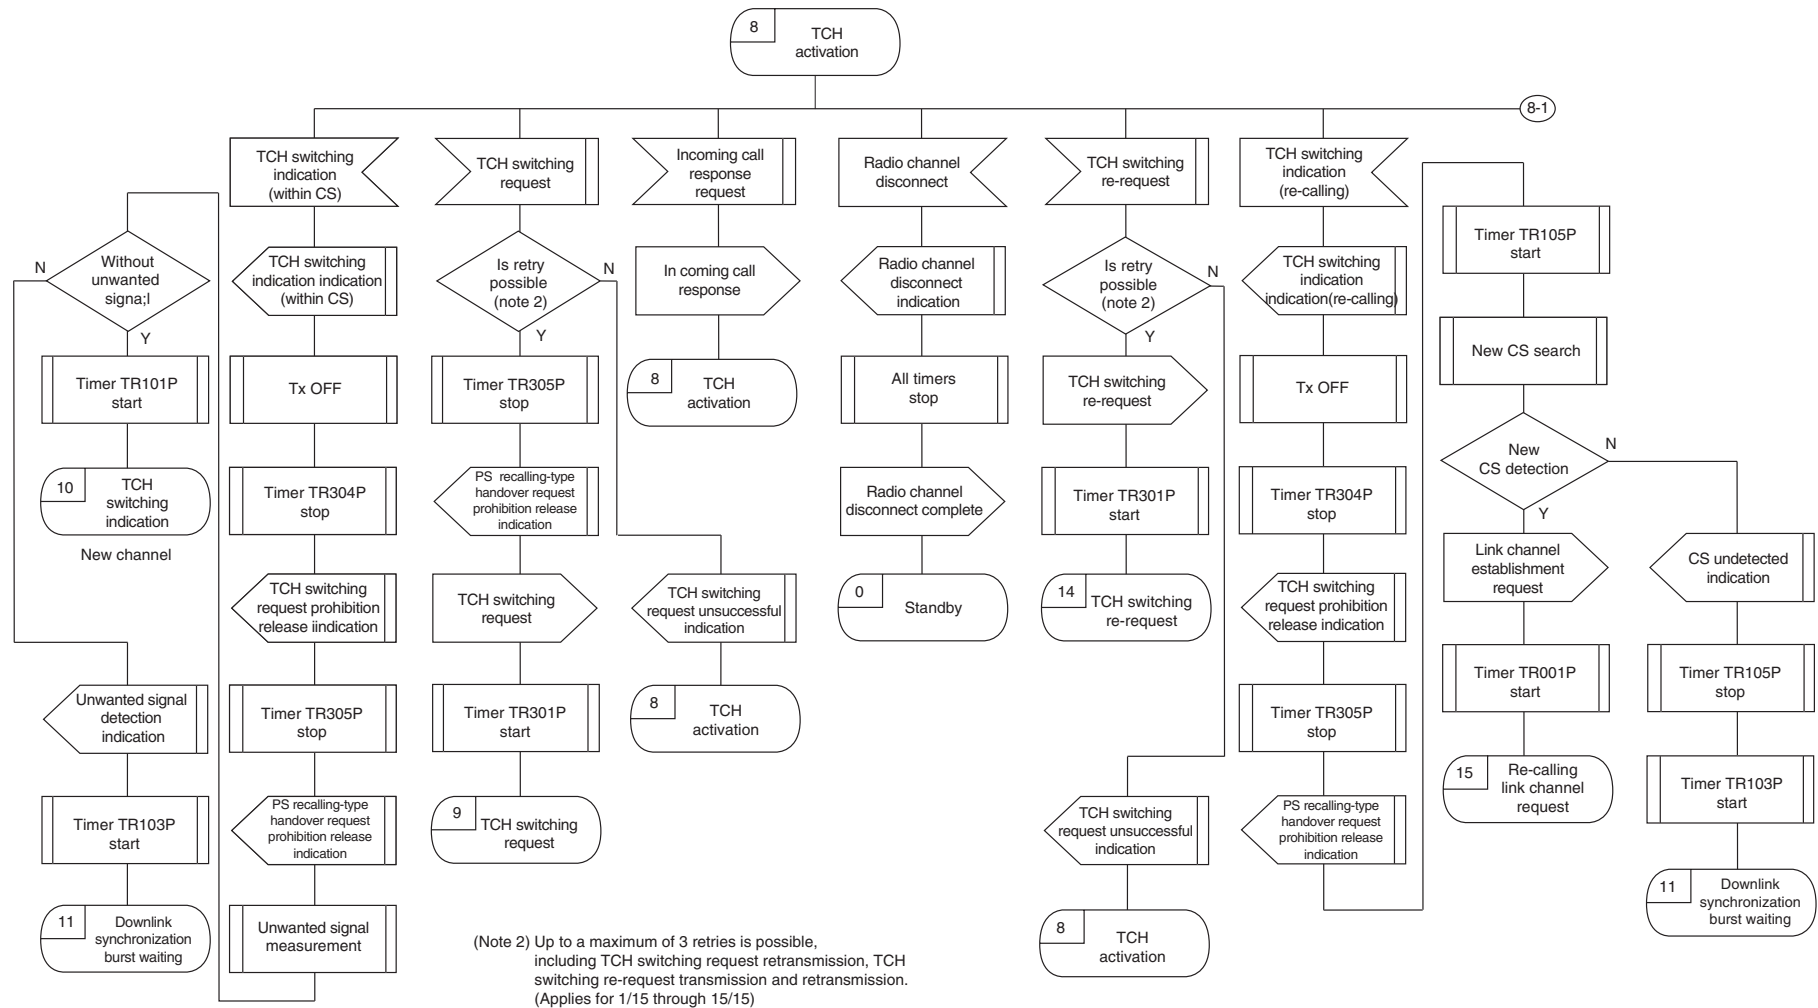 8
TCH
activation
8-1
TCH switching
indication
(within CS)
TCH switching
indication indication
(within CS)
Tx OFF
Timer TR304P
stop
TCH switching
request prohibition
release iindication
Timer TR305P
stop
PS recalling-type
handover request
prohibition release
indication
Unwanted signal
measurement
Without
unwanted
signa;l
N
Y
Timer TR101P
start
10
TCH
switching
indication
New channel
Unwanted signal
detection
indication
Timer TR103P
start
11
Downlink
synchronization
burst waiting
TCH switching
request
Is retry
possible
(note 2)
N
Y
Timer TR305P
stop
PS recalling-type
handover request
prohibition release
indication
TCH switching
request
Timer TR301P
start
9
TCH switching
request
TCH switching
request unsuccessful
indication
8
TCH
activation
Incoming call
response
request
In coming call
response
8
TCH
activation
Radio channel
disconnect
Radio channel
disconnect
indication
All timers
stop
Radio channel
disconnect complete
0
Standby
TCH switching
re-request
Is retry
possible
(note 2)
N
Y
TCH switching
re-request
Timer TR301P
start
14
TCH switching
re-request
TCH switching
request unsuccessful
indication
8
TCH
activation
TCH switching
indication
(re-calling)
TCH switching
indication
indication(re-calling)
Tx OFF
Timer TR304P
stop
TCH switching
request prohibition
release indication
Timer TR305P
stop
PS recalling-type
handover request
prohibition release
indication
Timer TR105P
start
New CS search
New
CS detection
N
Y
Link channel
establishment
request
Timer TR001P
start
15
Re-calling
link channel
request
CS undetected
indication
Timer TR105P
stop
Timer TR103P
start
11
Downlink
synchronization
burst waiting
(Note 2) Up to a maximum of 3 retries is possible,
including TCH switching request retransmission, TCH
switching re-request transmission and retransmission.
(Applies for 1/15 through 15/15)